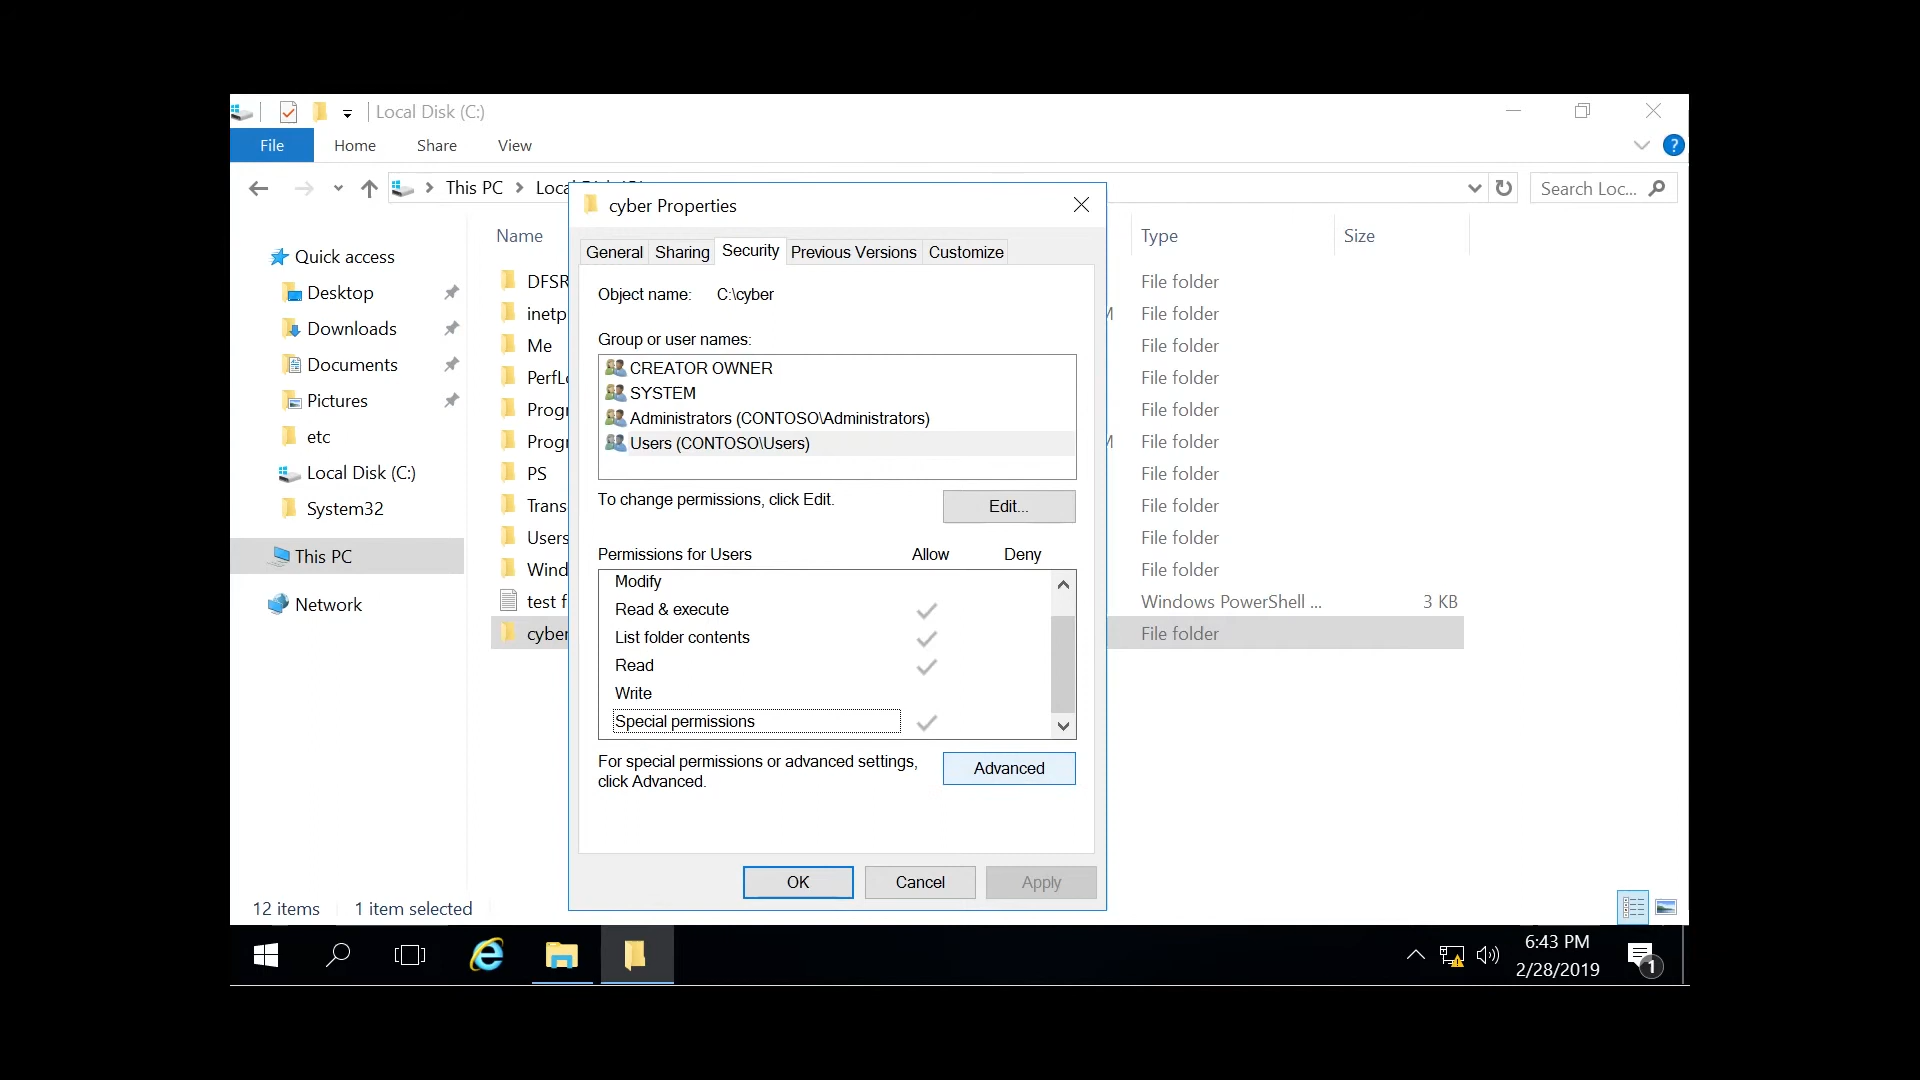 Local Disk (C:)
File Home Share View
?
This PC Local
Search Loc...
cyber Properties
Name
Type
Size
General Sharing Security Previous Versions Customize
Quick access
Desktop
Downloads
Documents
Pictures
etc
Local Disk (C:)
System32
This PC
Network
DFSR
File folder
inetp
M
File folder
Me
File folder
PerfLo
File folder
Progr
File folder
Progr
M
File folder
PS
File folder
Trans
File folder
Users
File folder
Wind
File folder
test f
Windows PowerShell ...
3 KB
cyber
File folder
Object name: C:\cyber
Group or user names:
CREATOR OWNER
SYSTEM
Administrators (CONTOSO\Administrators)
Users (CONTOSO\Users)
To change permissions, click Edit.
Edit...
Permissions for Users
Allow
Deny
Modify
Read & execute
List folder contents
Read
Write
Special permissions
For special permissions or advanced settings,
click Advanced.
Advanced
OK
Cancel
Apply
12 items
1 item selected
6:43 PM
2/28/2019
1